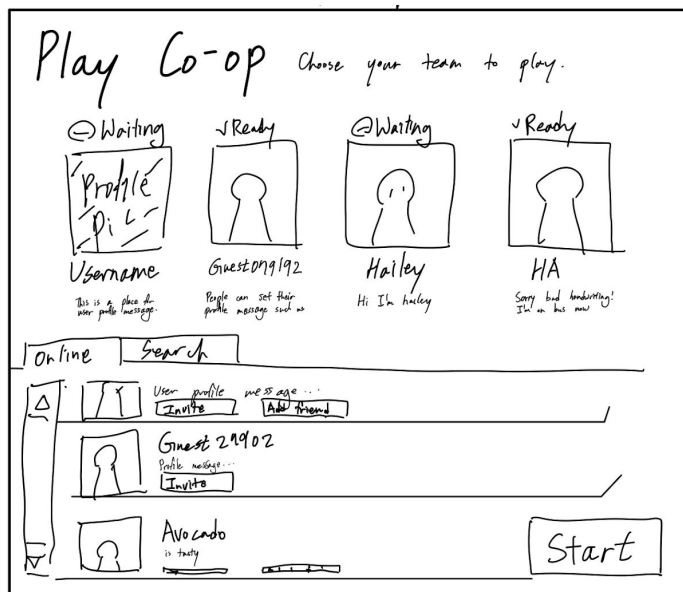 Play Co-op Choose your team to play.
Waiting
✓Ready
Waiting
✓Ready
Profile
Pic
Username
Guest079192
Hailey
HA
This is a place for
user profile message.
People can set their
profile message such as
Hi I'm hailey
Sorry bad handwriting!
I'm on bus now
Online
Search
User profile message...
Invite
Add friend
Guest 29902
Profile message...
Invite
Avocado
is tasty
Start